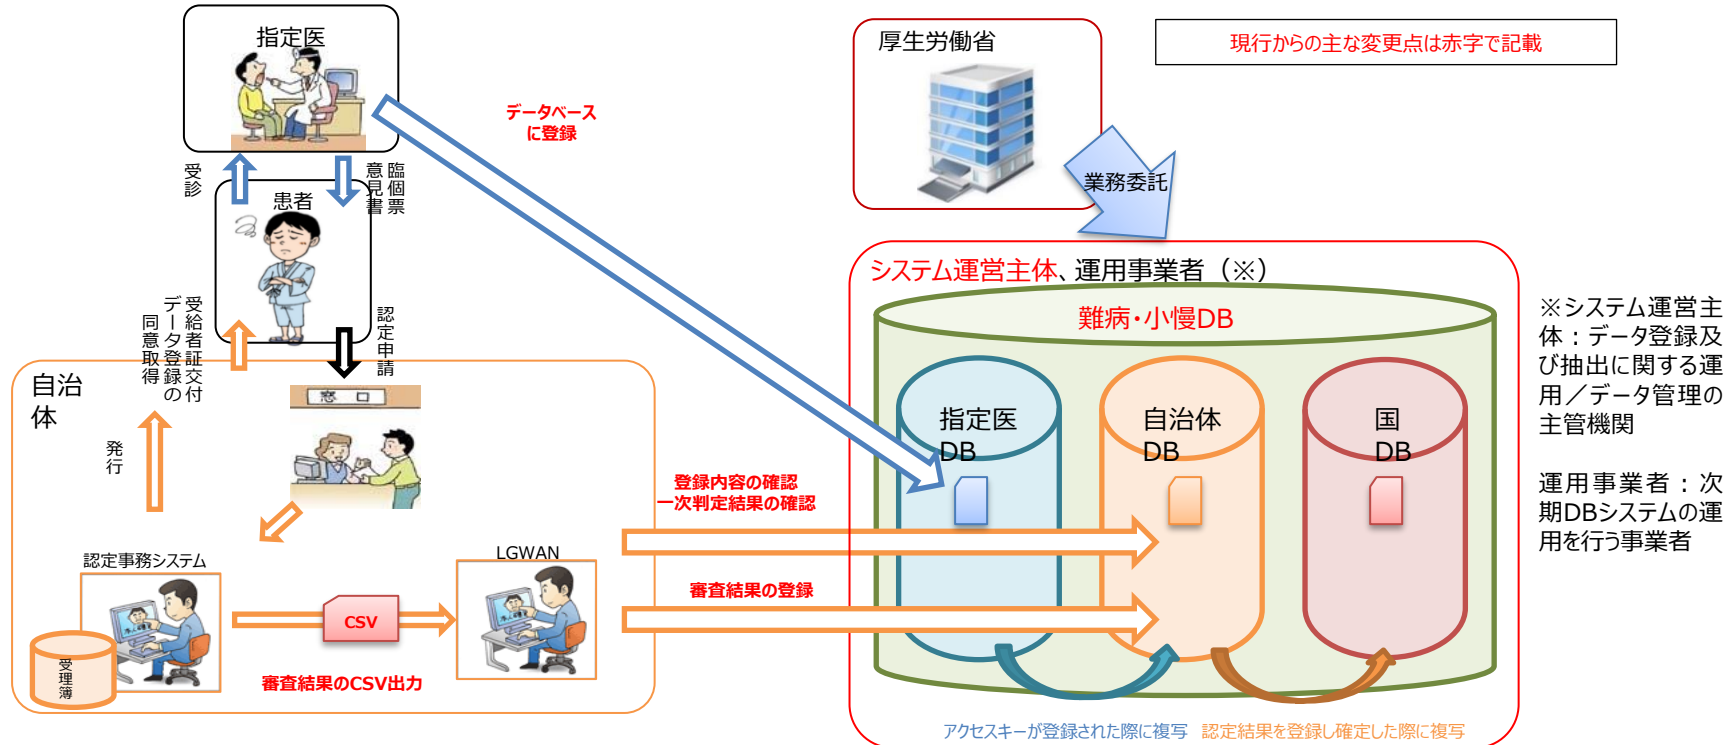 指定医
厚生労働省
現行からの主な変更点は赤字で記載
データベース
に登録
受診
臨個票
意見書
業務委託
患者
システム運営主体、運用事業者（※）
難病・小慢DB
※システム運営主
体：データ登録及
び抽出に関する運
用／データ管理の
主管機関
運用事業者：次
期DBシステムの運
用を行う事業者
受給者証交付
データ登録の
同意取得
認定申請
自治
体
窓 口
発行
指定医
DB
自治体
DB
国
DB
登録内容の確認
一次判定結果の確認
認定事務システム
LGWAN
審査結果の登録
CSV
受理簿
審査結果のCSV出力
アクセスキーが登録された際に複写
認定結果を登録し確定した際に複写